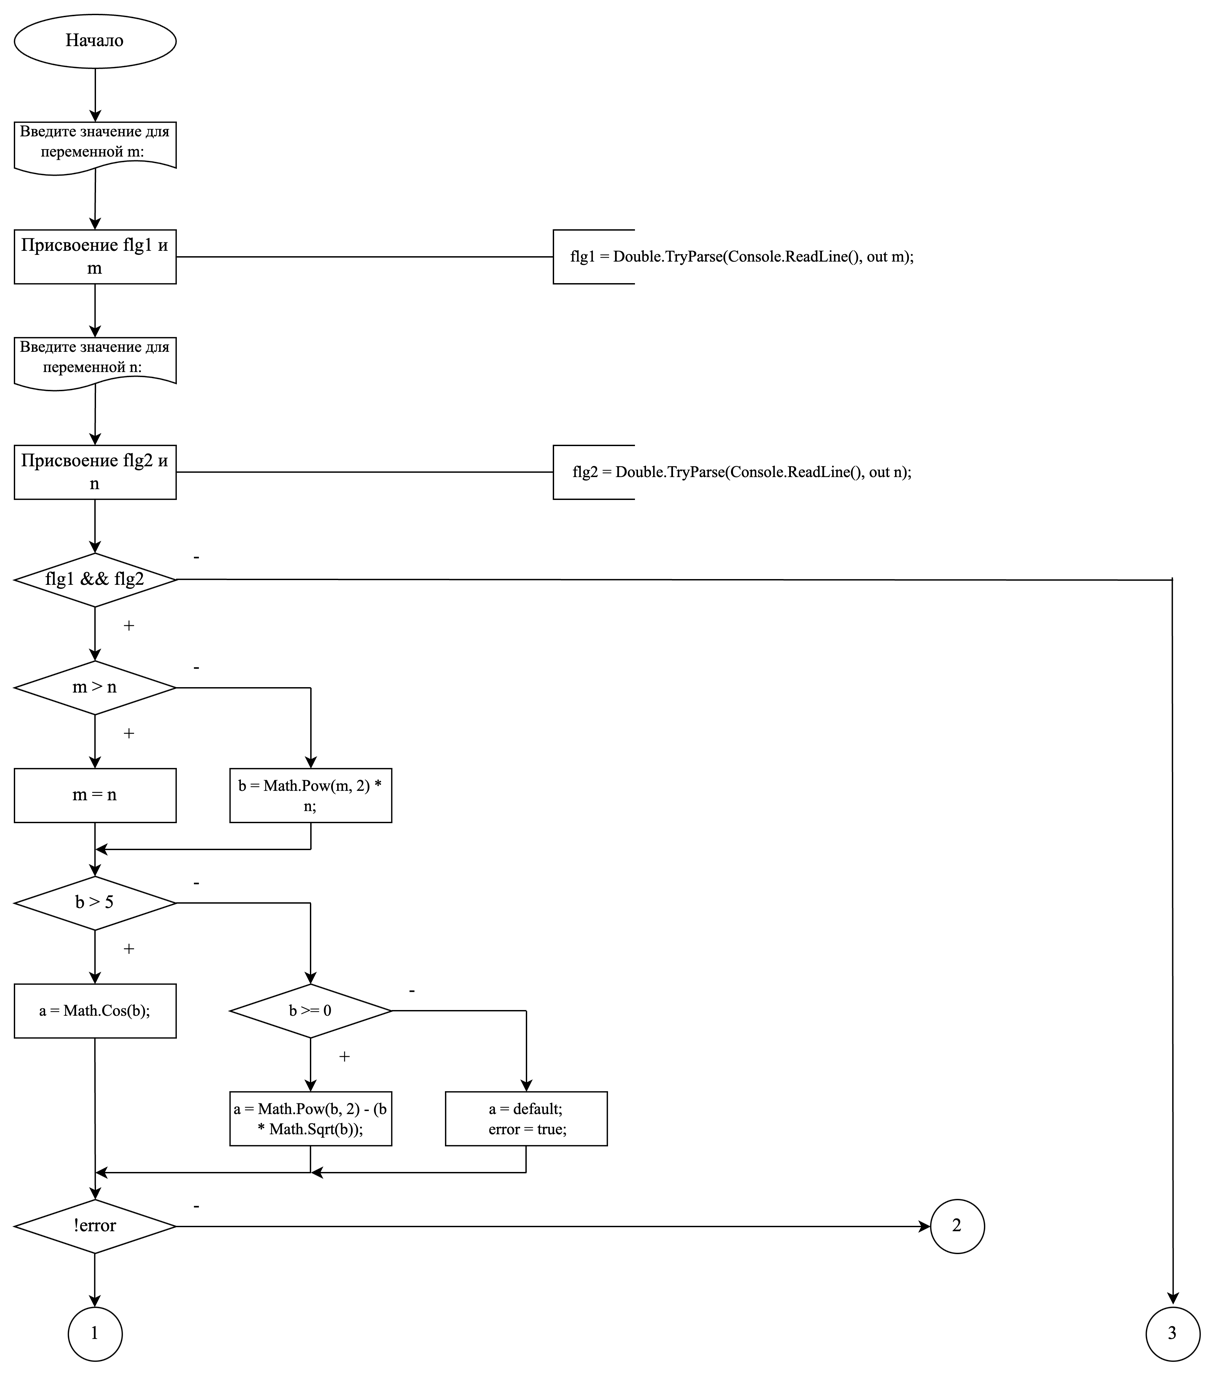 Начало
Введите значение для
переменной m:
Присвоение flg1 и
m
flg1 = Double.TryParse(Console.ReadLine(), out m);
Введите значение для
переменной n:
Присвоение flg2 и
n
flg2 = Double.TryParse(Console.ReadLine(), out n);
-
flg1 && flg2
+
-
m > n
+
m = n
b = Math.Pow(m, 2) *
n;
-
b > 5
+
a = Math.Cos(b);
-
b >= 0
+
a = Math.Pow(b, 2) - (b
* Math.Sqrt(b));
a = default;
error = true;
-
!error
2
1
3